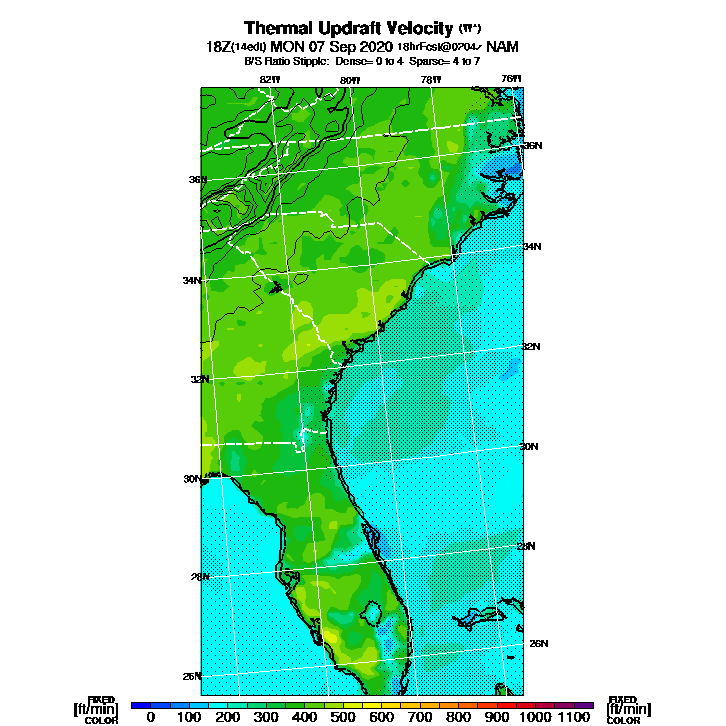 Thermal Updraft Velocity (W*)
18Z(14edt) MON 07 Sep 2020 18hrFcst@0704z NAM
B/S Ratio Stipple: Dense= 0 to 4 Sparse= 4 to 7
82W 80W 78W 76W
36N
36N
34N
34N
32N
32N
30N
30N
28N
28N
26N
26N
FIXED FIXED
[ft/min] [ft/min]
COLOR COLOR
0 100 200 300 400 500 600 700 800 900 1000 1100